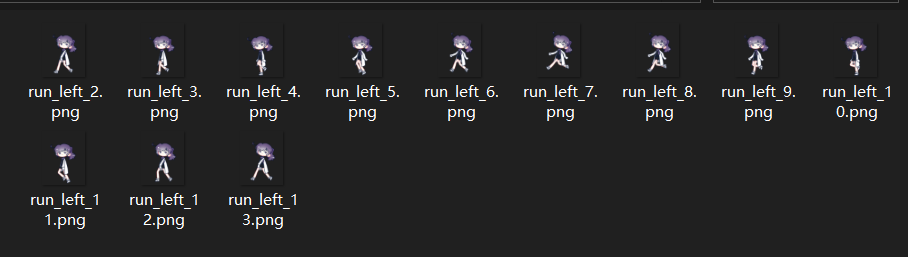 run_left_2.
png
run_left_3.
png
run_left_4.
png
run_left_5.
png
run_left_6.
png
run_left_7.
png
run_left_8.
png
run_left_9.
png
run_left_1
0.png
run_left_1
1.png
run_left_1
2.png
run_left_1
3.png